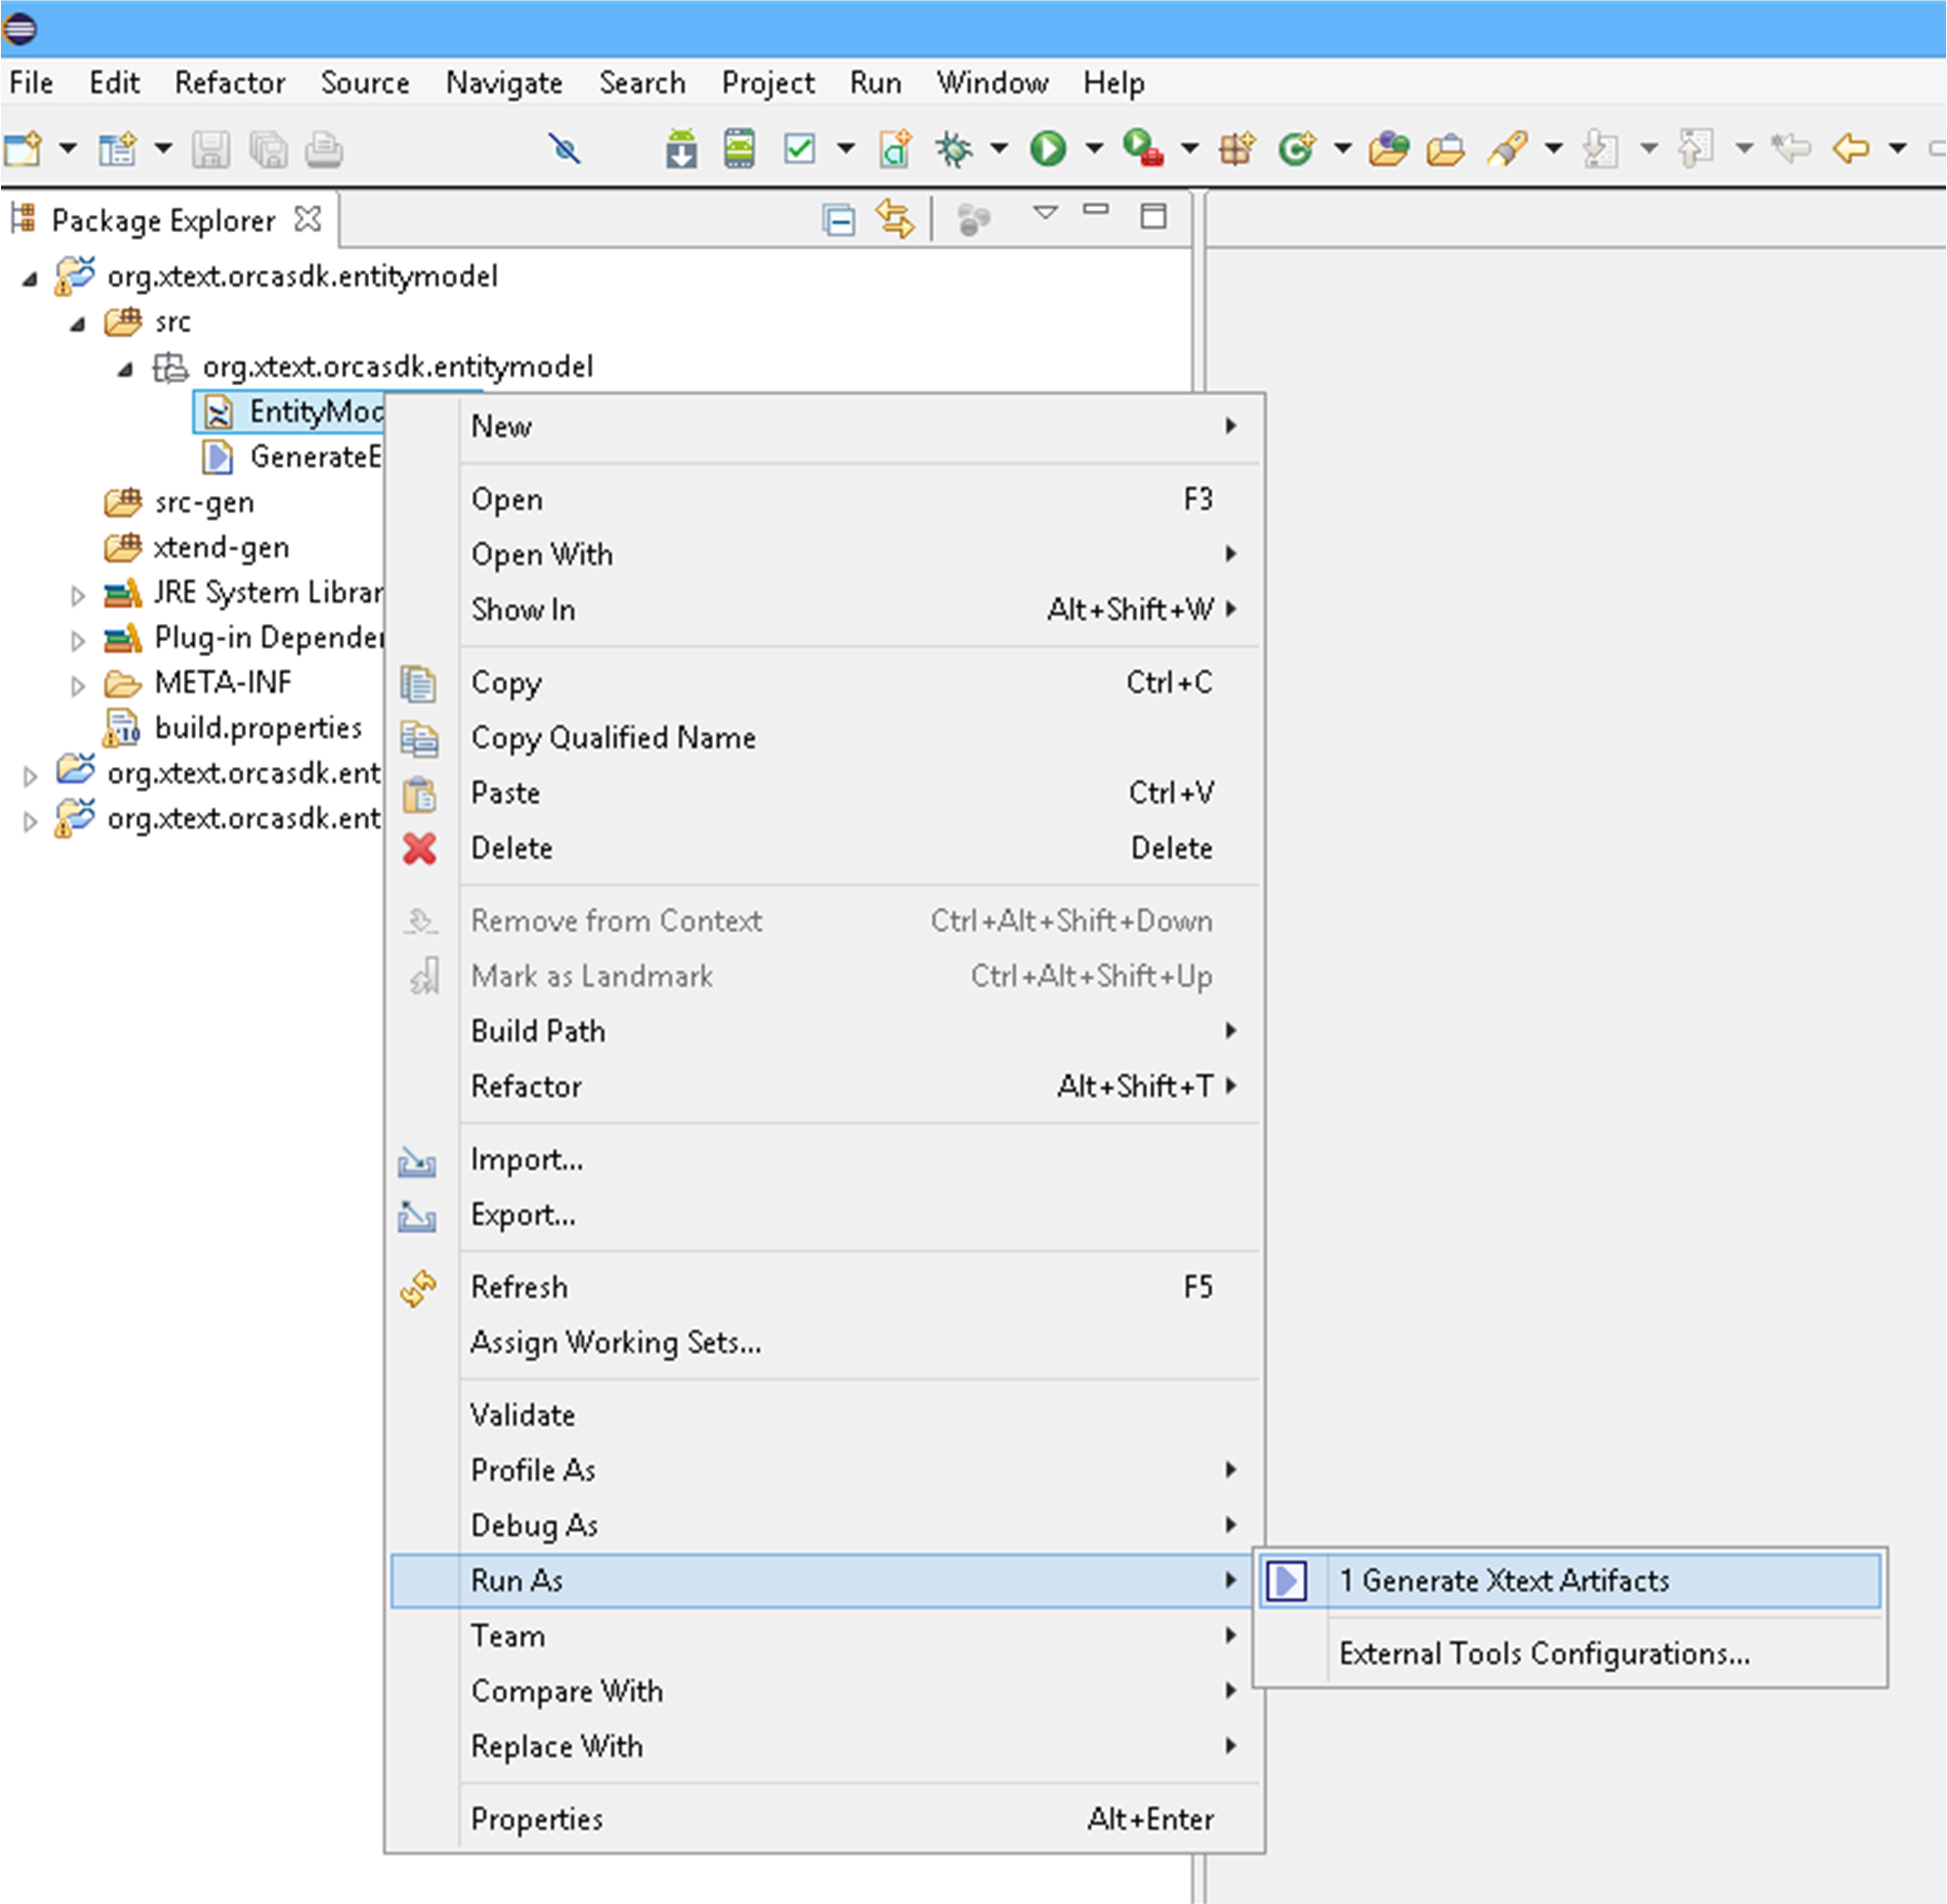 File Edit Refactor Source Navigate Search Project Run Window Help
Package Explorer
org.xtext.orcasdk.entitymodel
src
org.xtext.orcasdk.entitymodel
EntityMod
GenerateE
src-gen
xtend-gen
JRE System Librar
Plug-in Depender
META-INF
build.properties
org.xtext.orcasdk.ent
org.xtext.orcasdk.ent
New
Open F3
Open With
Show In Alt+Shift+W
Copy Ctrl+C
Copy Qualified Name
Paste Ctrl+V
Delete Delete
Remove from Context Ctrl+Alt+Shift+Down
Mark as Landmark Ctrl+Alt+Shift+Up
Build Path
Refactor Alt+Shift+T
Import...
Export...
Refresh F5
Assign Working Sets...
Validate
Profile As
Debug As
Run As
Team
Compare With
Replace With
Properties Alt+Enter
1 Generate Xtext Artifacts
External Tools Configurations...